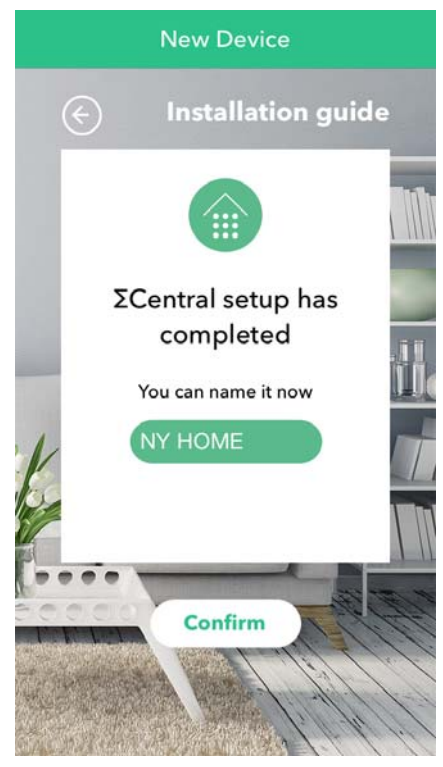 New Device
Installation guide
ΣCentral setup has
completed
You can name it now
NY HOME
Confirm